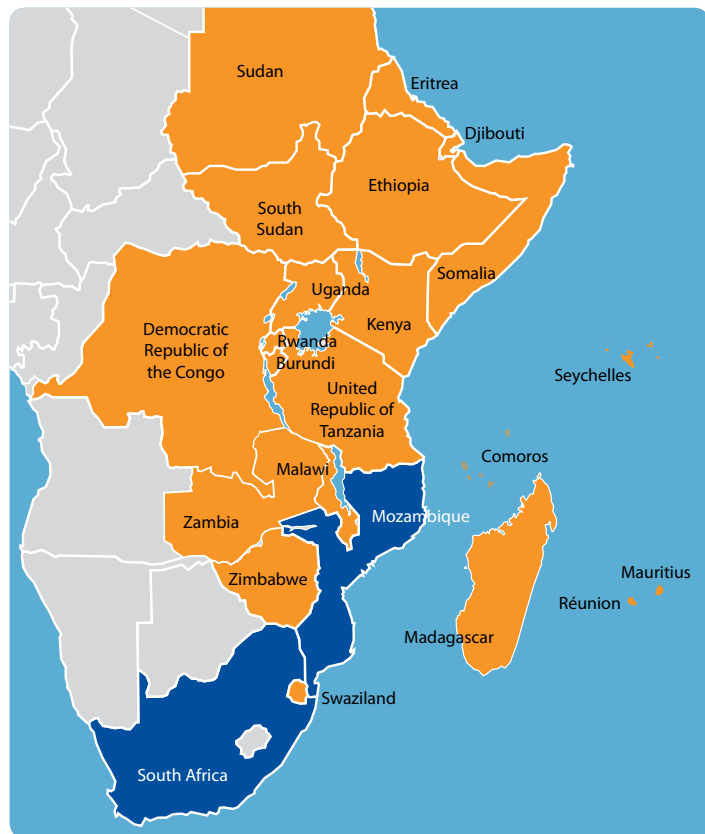 Sudan
Eritrea
Djibouti
Ethiopia
South
Sudan
Somalia
Uganda
Kenya
Democratic
Republic of
the Congo
Rwanda
Burundi
Seychelles
United
Republic of
Tanzania
Comoros
Malawi
Mozambique
Zambia
Zimbabwe
Mauritius
Réunion
Madagascar
Swaziland
South Africa